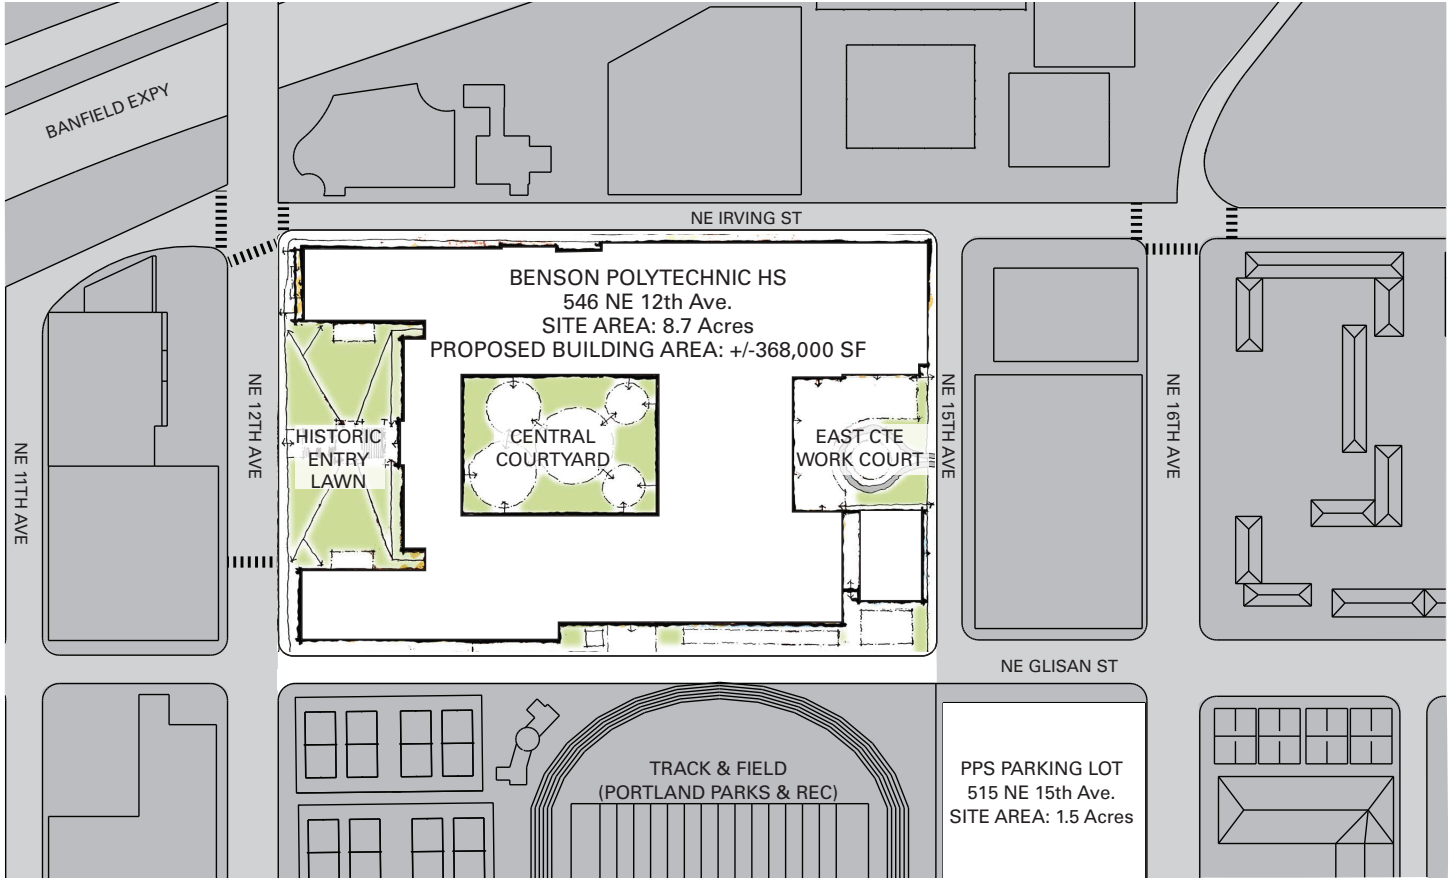 BANFIELD EXPY
NE IRVING ST
BENSON POLYTECHNIC HS
546 NE 12th Ave.
SITE AREA: 8.7 Acres
PROPOSED BUILDING AREA: +/-368,000 SF
NE 11TH AVE
NE 12TH AVE
HISTORIC
ENTRY
LAWN
CENTRAL
COURTYARD
EAST CTE
WORK COURT
NE 15TH AVE
NE 16TH AVE
NE GLISAN ST
TRACK & FIELD
(PORTLAND PARKS & REC)
PPS PARKING LOT
515 NE 15th Ave.
SITE AREA: 1.5 Acres